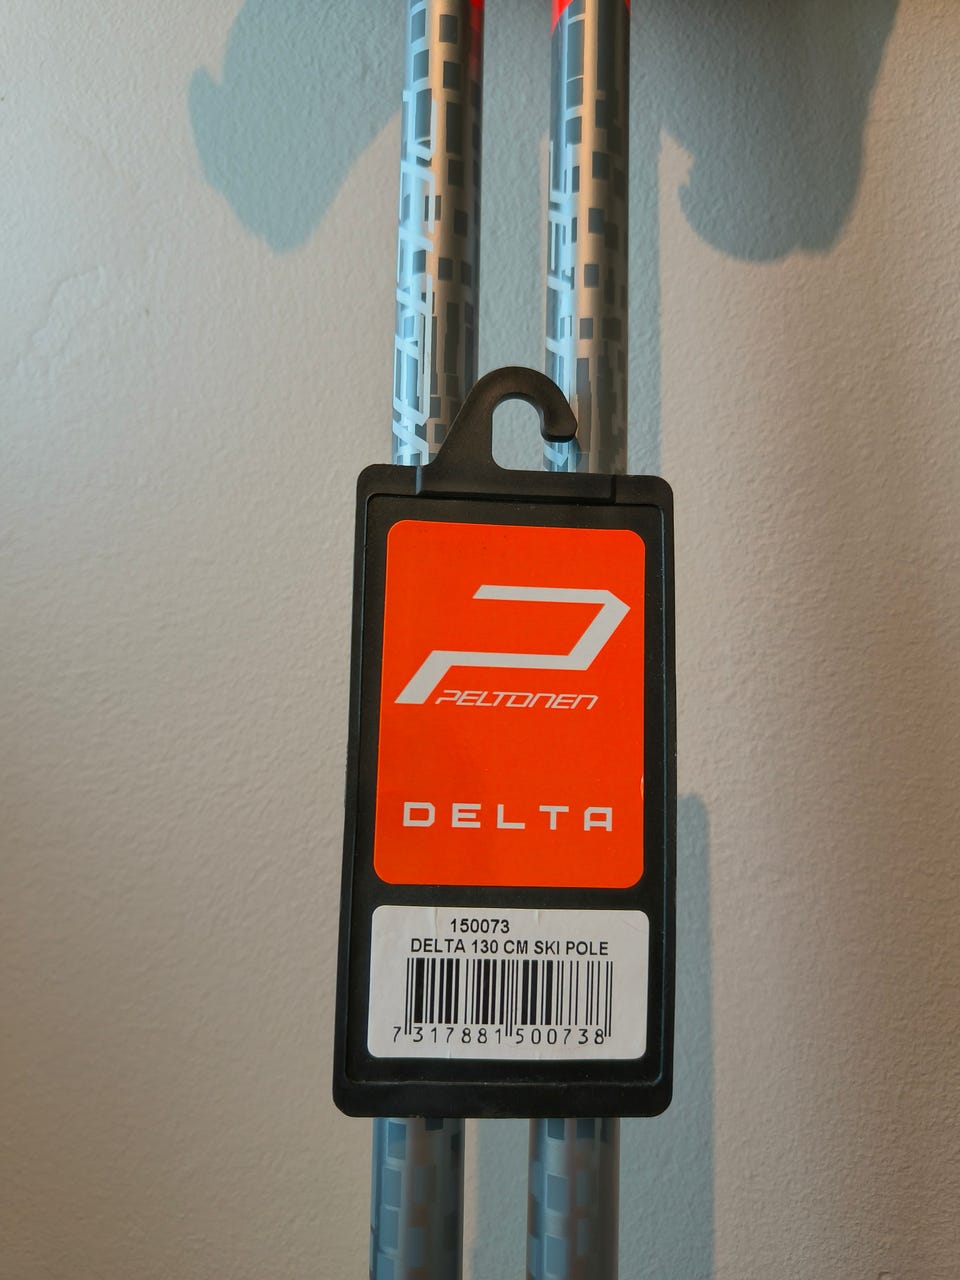 PELTONEN
DELTA
150073
DELTA 130 CM SKI POLE
7 317881 500738